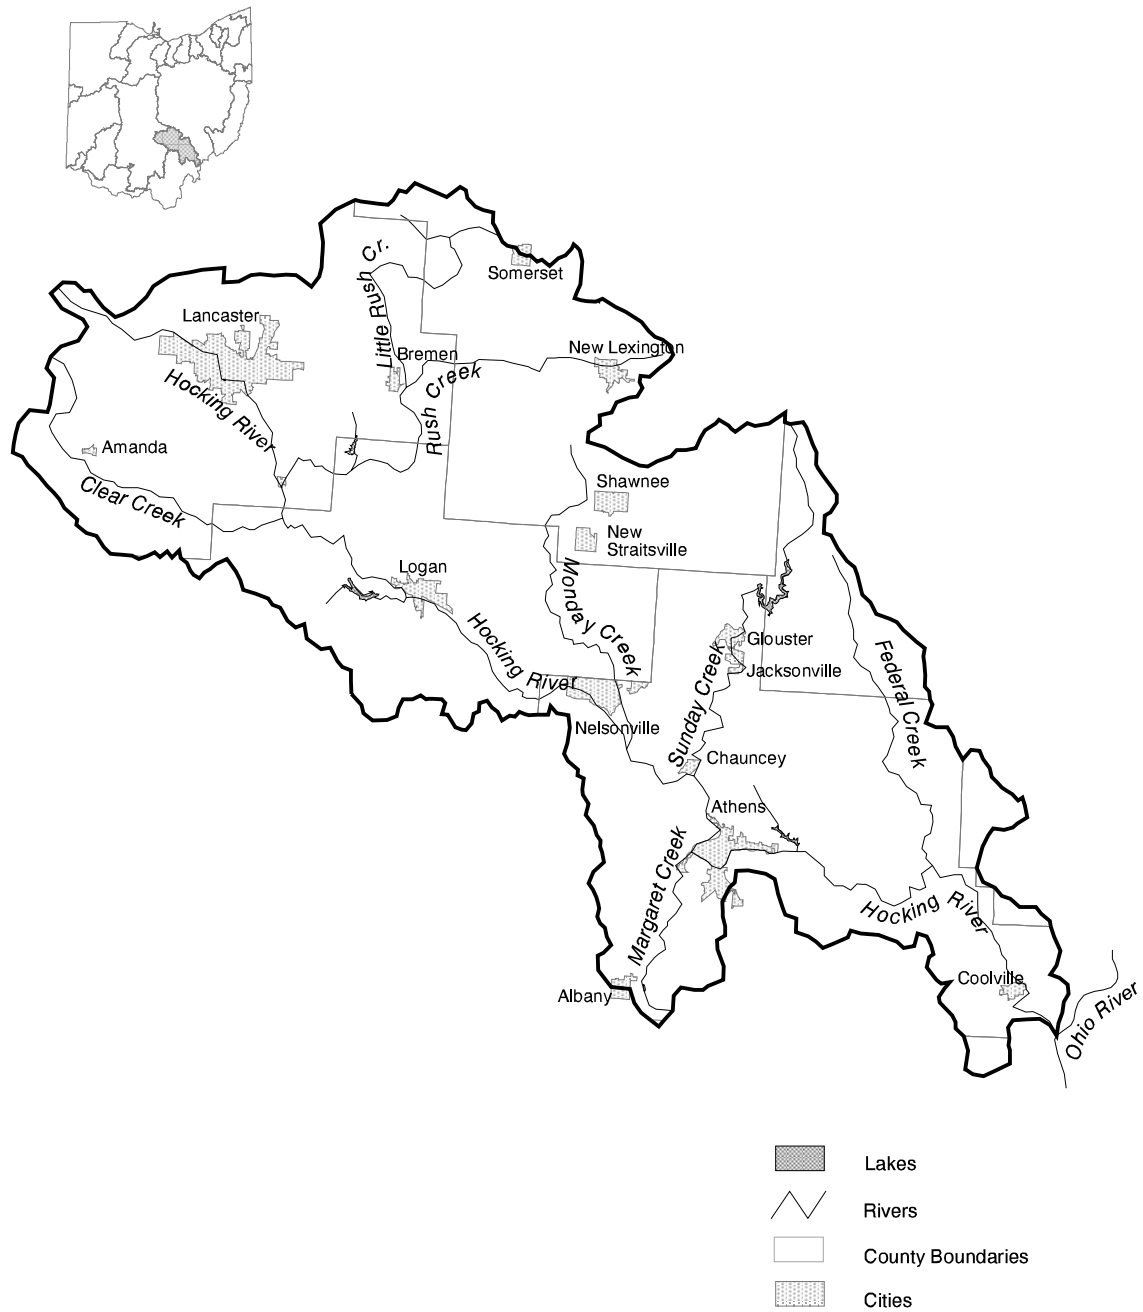 Little Rush Cr.
Somerset
Lancaster
Bremen
New Lexington
Rush Creek
Hocking River
Amanda
Clear Creek
Shawnee
New
Straitsville
Logan
Monday Creek
Hocking River
Glouster
Jacksonville
Federal Creek
Sunday Creek
Nelsonville
Chauncey
Athens
Margaret Creek
Hocking River
Coolville
Albany
Ohio River
Lakes
Rivers
County Boundaries
Cities